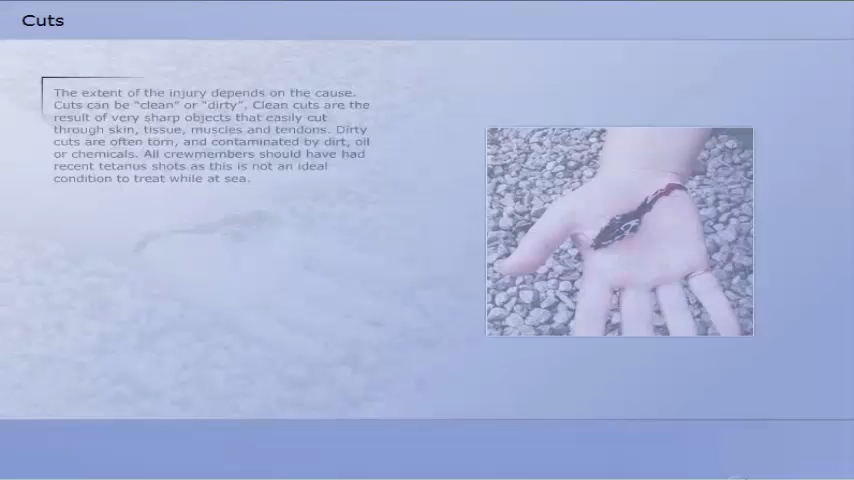 Cuts
The extent of the injury depends on the cause.
Cuts can be “clean” or “dirty”. Clean cuts are the
result of very sharp objects that easily cut
through skin, tissue, muscles and tendons. Dirty
cuts are often torn, and contaminated by dirt, oil
or chemicals. All crewmembers should have had
recent tetanus shots as this is not an ideal
condition to treat while at sea.